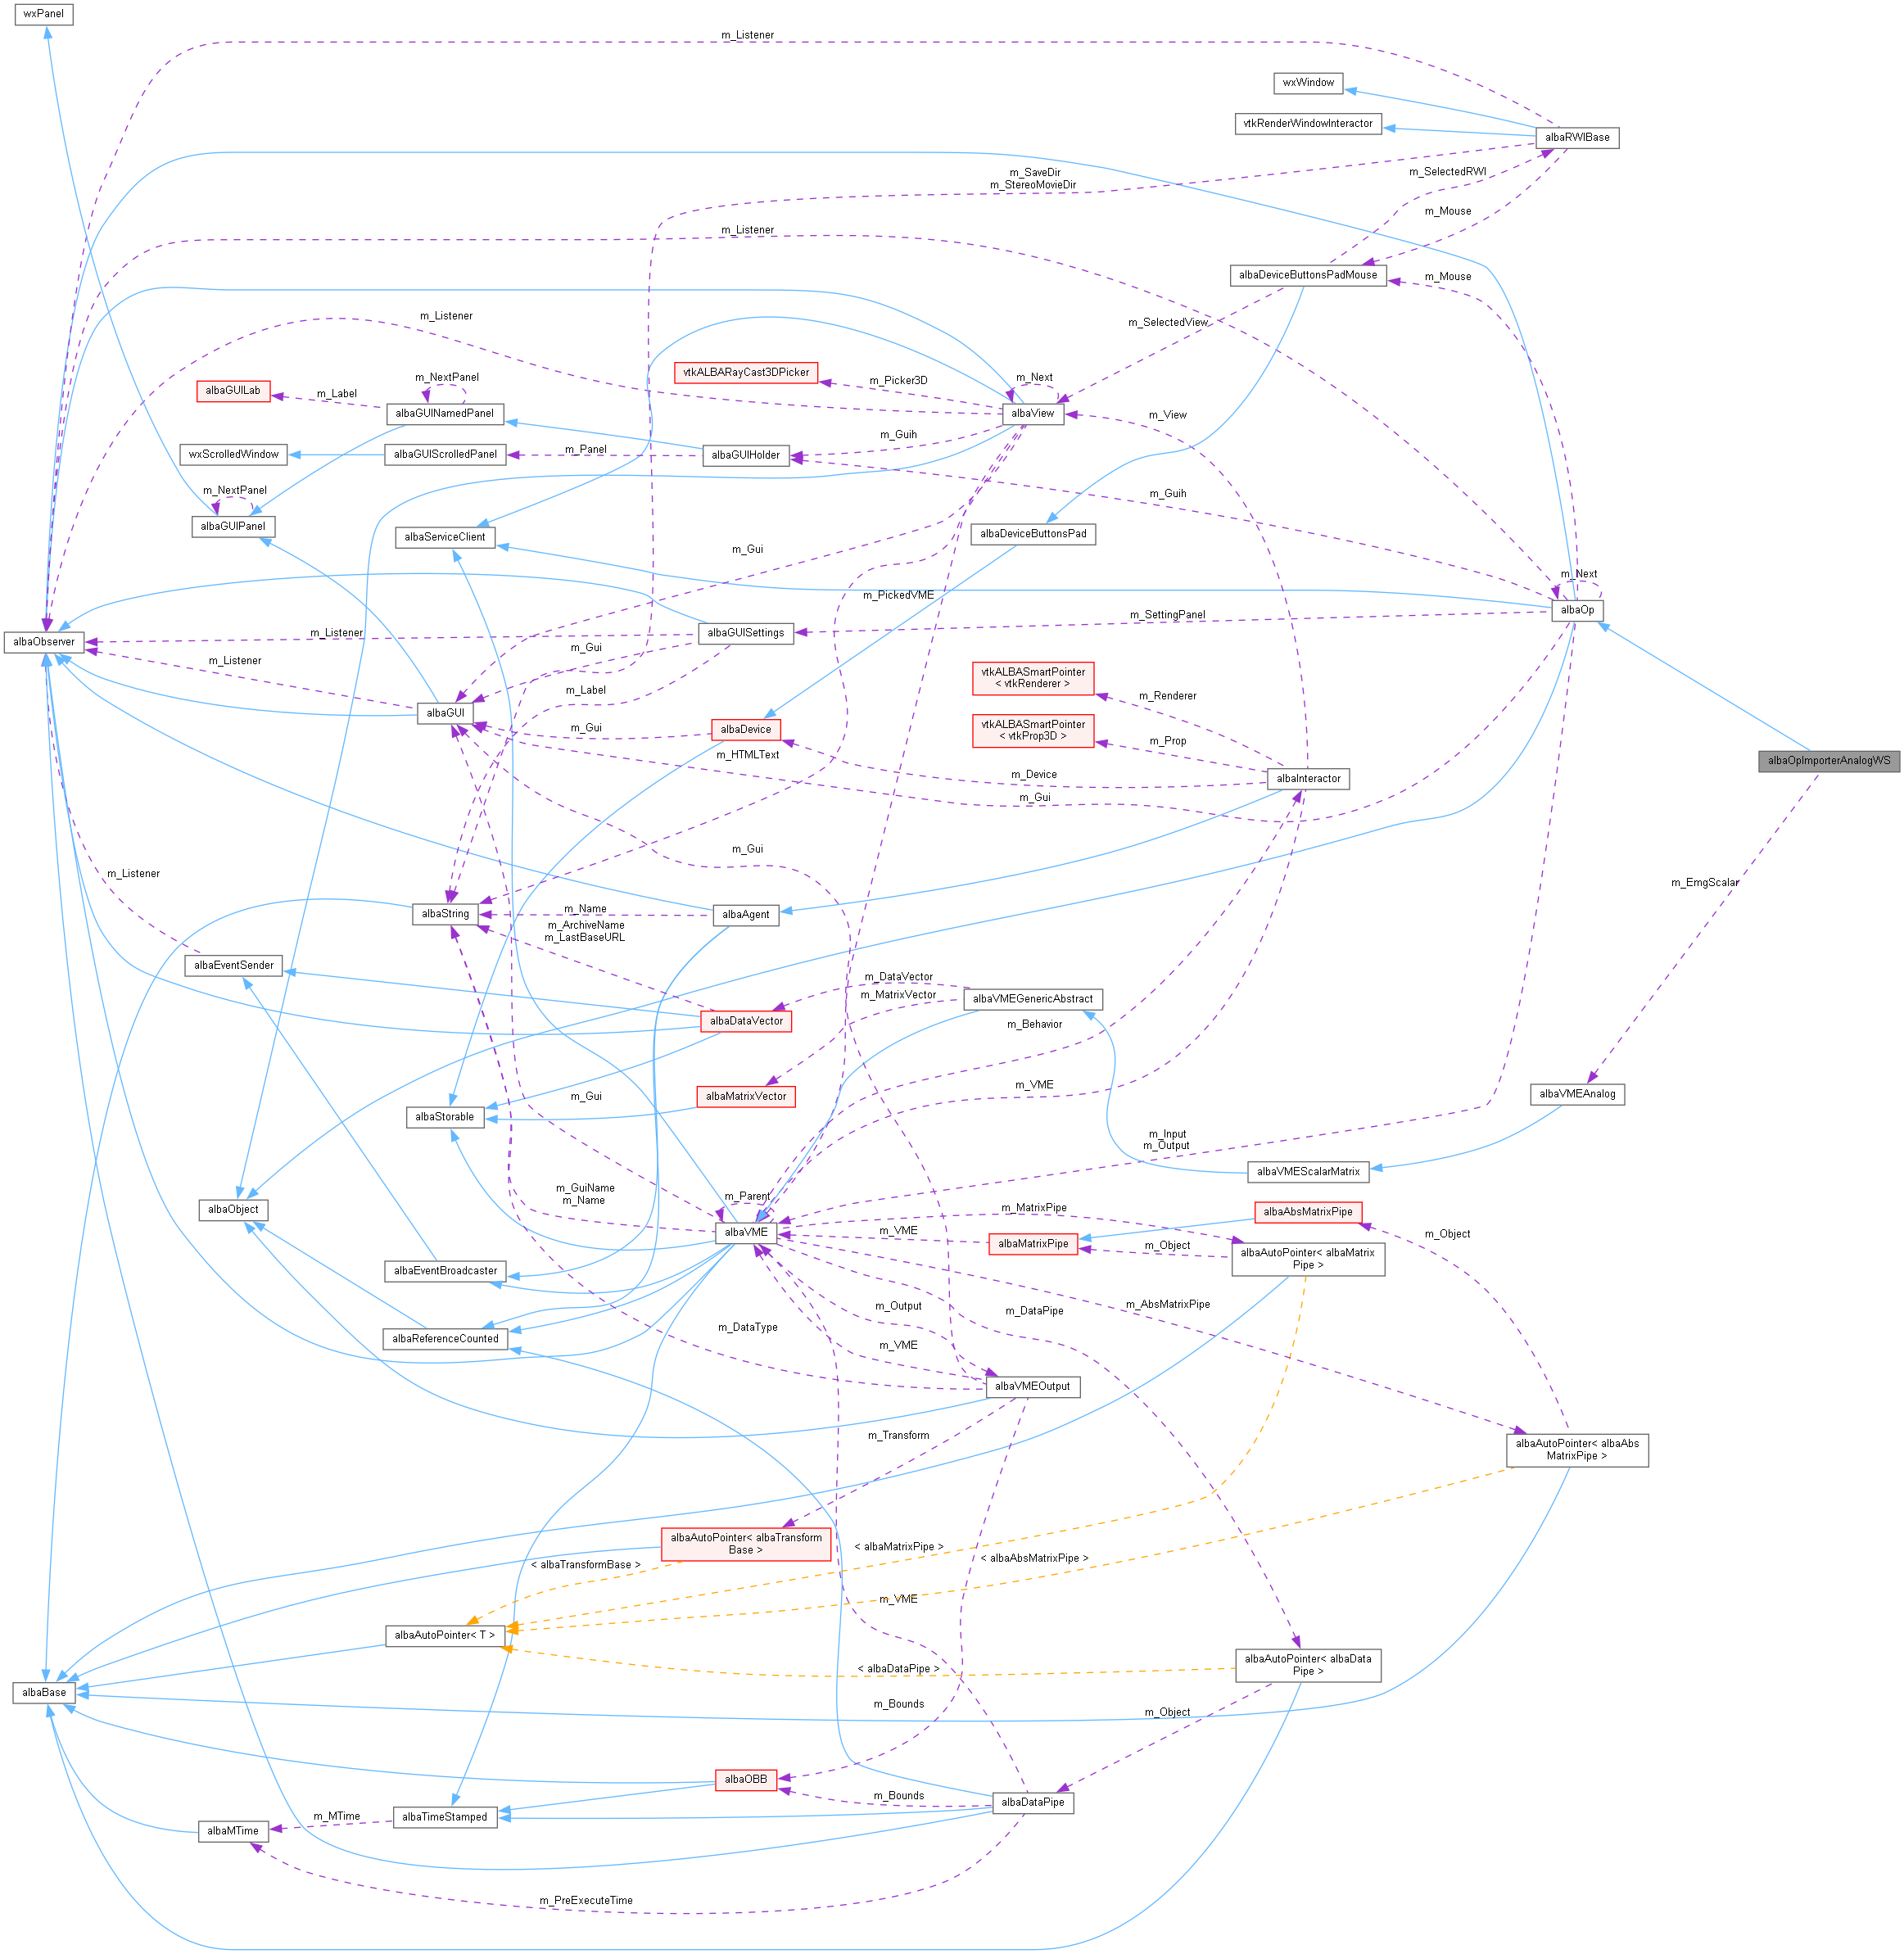 wxPanel
m_Listener
wxWindow
vtkRenderWindowInteractor
albaRWIBase
m_SaveDir
m_StereoMovieDir
m_SelectedRWI
m_Mouse
m_Listener
albaDeviceButtonsPadMouse
m_Mouse
m_Listener
m_SelectedView
vtkALBARayCast3DPicker
m_Picker3D
m_Next
albaGUILab
m_Label
m_NextPanel
albaGUINamedPanel
albaView
m_View
m_Guih
wxScrolledWindow
albaGUIScrolledPanel
m_Panel
albaGUIHolder
m_NextPanel
albaGUIPanel
m_Guih
albaServiceClient
albaDeviceButtonsPad
m_Gui
m_Next
m_PickedVME
albaOp
m_SettingPanel
albaObserver
m_Listener
albaGUISettings
m_Gui
m_Listener
m_Label
vtkALBASmartPointer
< vtkRenderer >
m_Renderer
albaGUI
m_Gui
albaDevice
vtkALBASmartPointer
< vtkProp3D >
m_Prop
m_HTMLText
m_Device
albaInteractor
albaOpImporterAnalogWS
m_Gui
m_Gui
m_EmgScalar
m_Listener
albaString
m_Name
albaAgent
m_ArchiveName
m_LastBaseURL
albaEventSender
m_DataVector
m_MatrixVector
albaVMEGenericAbstract
albaDataVector
m_Behavior
m_VME
albaVMEAnalog
albaMatrixVector
m_Gui
albaStorable
m_Input
m_Output
albaVMEScalarMatrix
m_GuiName
m_Name
m_Parent
albaObject
m_MatrixPipe
albaAbsMatrixPipe
albaVME
m_VME
albaMatrixPipe
m_Object
m_Object
albaAutoPointer< albaMatrix
Pipe >
albaEventBroadcaster
m_Output
m_DataPipe
m_AbsMatrixPipe
albaReferenceCounted
m_DataType
m_VME
albaVMEOutput
m_Transform
albaAutoPointer< albaAbs
MatrixPipe >
albaAutoPointer< albaTransform
Base >
< albaMatrixPipe >
< albaTransformBase >
< albaAbsMatrixPipe >
m_VME
albaAutoPointer< T >
albaAutoPointer< albaData
Pipe >
< albaDataPipe >
albaBase
m_Bounds
m_Object
albaOBB
m_Bounds
albaDataPipe
m_MTime
albaTimeStamped
albaMTime
m_PreExecuteTime